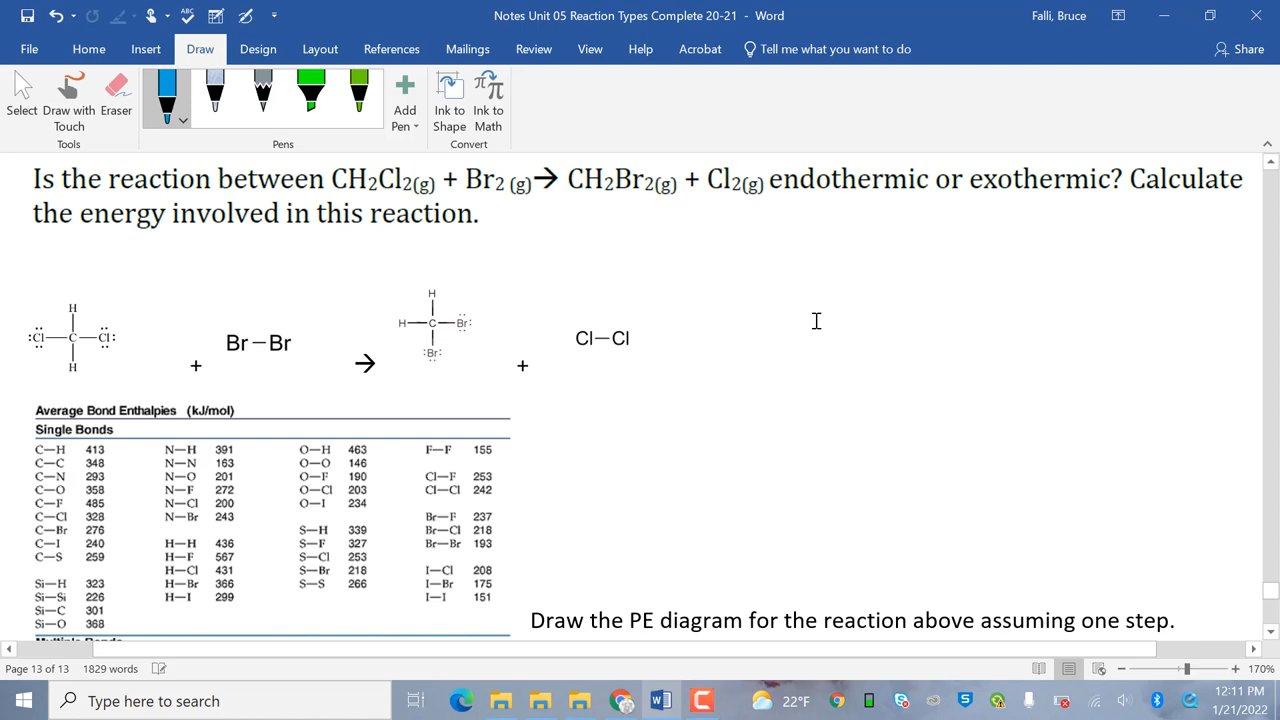 Notes Unit 05 Reaction Types Complete 20-21 - Word
Falli, Bruce
File Home Insert Draw Design Layout References Mailings Review View Help Acrobat Tell me what you want to do Share
Select Draw with Touch Eraser Add Pen Ink to Shape Ink to Math
Tools Pens Convert
Is the reaction between CH2Cl2(g) + Br2 (g)→ CH2Br2(g) + Cl2(g) endothermic or exothermic? Calculate
the energy involved in this reaction.
H
H
H—C—Br:
:Cl—C—Cl:
Br—Br
Cl—Cl
:Br:
H
+ → +
Average Bond Enthalpies (kJ/mol)
Single Bonds
C—H 413 N—H 391 O—H 463 F—F 155
C—C 348 N—N 163 O—O 146
C—N 293 N—O 201 O—F 190 Cl—F 253
C—O 358 N—F 272 O—Cl 203 Cl—Cl 242
C—F 485 N—Cl 200 O—I 234
C—Cl 328 N—Br 243 Br—F 237
C—Br 276 S—H 339 Br—Cl 218
C—I 240 H—H 436 S—F 327 Br—Br 193
C—S 259 H—F 567 S—Cl 253
H—Cl 431 S—Br 218 I—Cl 208
Si—H 323 H—Br 366 S—S 266 I—Br 175
Si—Si 226 H—I 299 I—I 151
Si—C 301
Si—O 368
Draw the PE diagram for the reaction above assuming one step.
Page 13 of 13 1829 words 170%
Type here to search 22°F 12:11 PM
1/21/2022